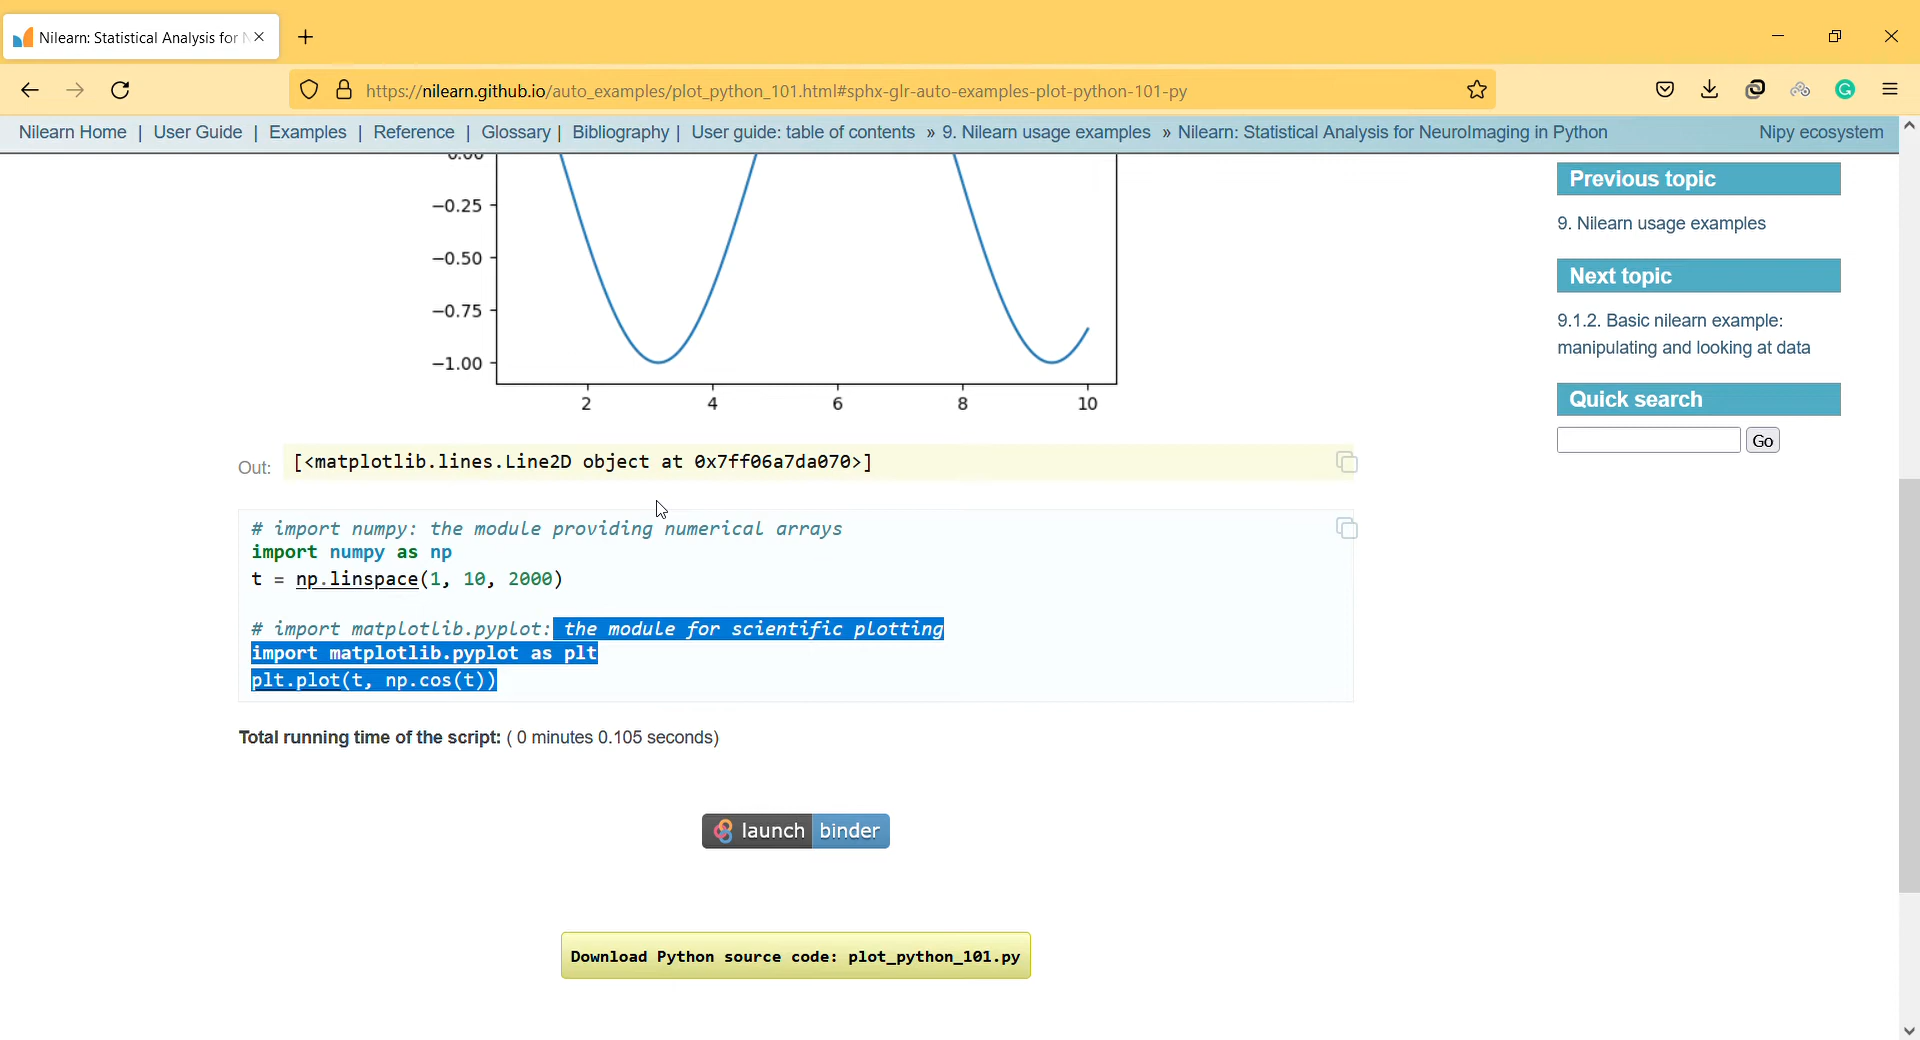 Nilearn: Statistical Analysis for N
https://nilearn.github.io/auto_examples/plot_python_101.html#sphx-glr-auto-examples-plot-python-101-py
Nilearn Home | User Guide | Examples | Reference | Glossary | Bibliography | User guide: table of contents » 9. Nilearn usage examples » Nilearn: Statistical Analysis for NeuroImaging in Python
Nipy ecosystem
0.00
−0.25
−0.50
−0.75
−1.00
2 4 6 8 10
Previous topic
9. Nilearn usage examples
Next topic
9.1.2. Basic nilearn example:
manipulating and looking at data
Quick search
Go
Out: [<matplotlib.lines.Line2D object at 0x7ff06a7da070>]
# import numpy: the module providing numerical arrays
import numpy as np
t = np.linspace(1, 10, 2000)
# import matplotlib.pyplot: the module for scientific plotting
import matplotlib.pyplot as plt
plt.plot(t, np.cos(t))
Total running time of the script: ( 0 minutes 0.105 seconds)
launch binder
Download Python source code: plot_python_101.py